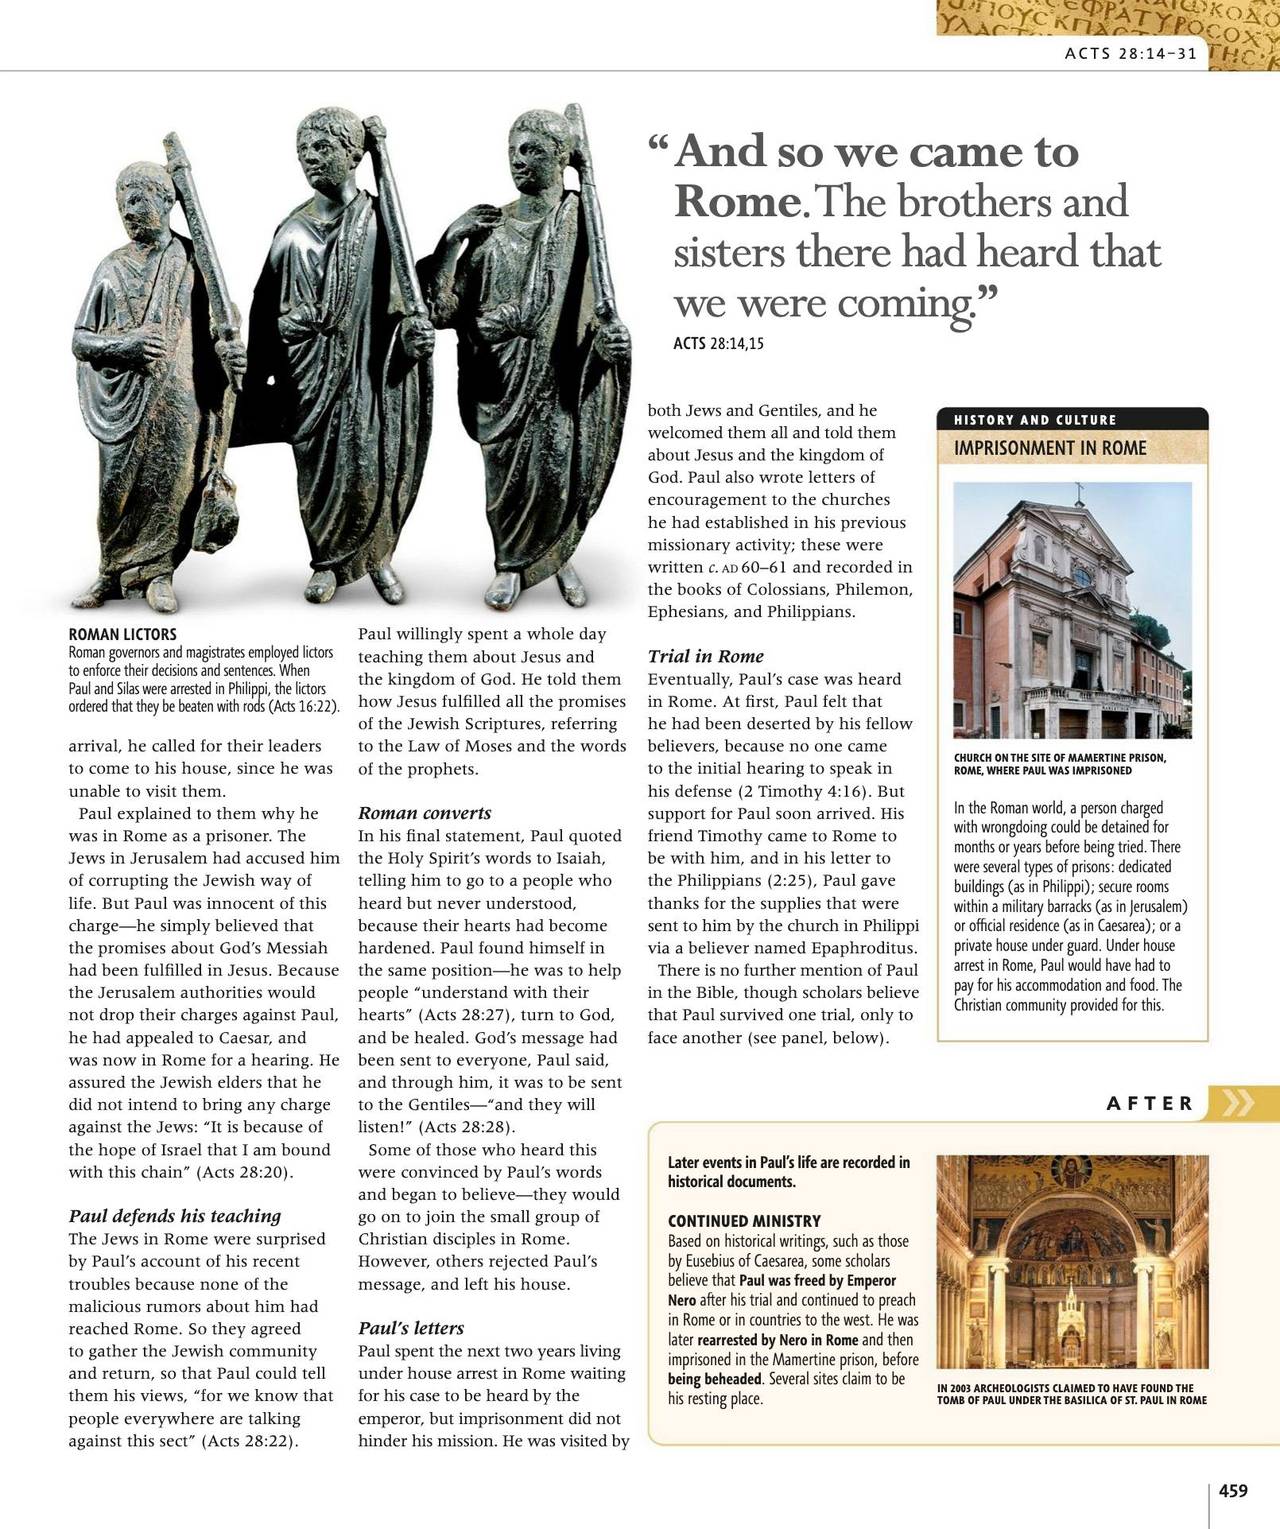 ACTS 28:14–31
“And so we came to
Rome. The brothers and
sisters there had heard that
we were coming.”
ACTS 28:14,15
ROMAN LICTORS
Roman governors and magistrates employed lictors
to enforce their decisions and sentences. When
Paul and Silas were arrested in Philippi, the lictors
ordered that they be beaten with rods (Acts 16:22).
arrival, he called for their leaders
to come to his house, since he was
unable to visit them.
Paul explained to them why he
was in Rome as a prisoner. The
Jews in Jerusalem had accused him
of corrupting the Jewish way of
life. But Paul was innocent of this
charge—he simply believed that
the promises about God’s Messiah
had been fulfilled in Jesus. Because
the Jerusalem authorities would
not drop their charges against Paul,
he had appealed to Caesar, and
was now in Rome for a hearing. He
assured the Jewish elders that he
did not intend to bring any charge
against the Jews: “It is because of
the hope of Israel that I am bound
with this chain” (Acts 28:20).
Paul defends his teaching
The Jews in Rome were surprised
by Paul’s account of his recent
troubles because none of the
malicious rumors about him had
reached Rome. So they agreed
to gather the Jewish community
and return, so that Paul could tell
them his views, “for we know that
people everywhere are talking
against this sect” (Acts 28:22).
Paul willingly spent a whole day
teaching them about Jesus and
the kingdom of God. He told them
how Jesus fulfilled all the promises
of the Jewish Scriptures, referring
to the Law of Moses and the words
of the prophets.
Roman converts
In his final statement, Paul quoted
the Holy Spirit’s words to Isaiah,
telling him to go to a people who
heard but never understood,
because their hearts had become
hardened. Paul found himself in
the same position—he was to help
people “understand with their
hearts” (Acts 28:27), turn to God,
and be healed. God’s message had
been sent to everyone, Paul said,
and through him, it was to be sent
to the Gentiles—“and they will
listen!” (Acts 28:28).
Some of those who heard this
were convinced by Paul’s words
and began to believe—they would
go on to join the small group of
Christian disciples in Rome.
However, others rejected Paul’s
message, and left his house.
Paul’s letters
Paul spent the next two years living
under house arrest in Rome waiting
for his case to be heard by the
emperor, but imprisonment did not
hinder his mission. He was visited by
both Jews and Gentiles, and he
welcomed them all and told them
about Jesus and the kingdom of
God. Paul also wrote letters of
encouragement to the churches
he had established in his previous
missionary activity; these were
written c. AD 60–61 and recorded in
the books of Colossians, Philemon,
Ephesians, and Philippians.
Trial in Rome
Eventually, Paul’s case was heard
in Rome. At first, Paul felt that
he had been deserted by his fellow
believers, because no one came
to the initial hearing to speak in
his defense (2 Timothy 4:16). But
support for Paul soon arrived. His
friend Timothy came to Rome to
be with him, and in his letter to
the Philippians (2:25), Paul gave
thanks for the supplies that were
sent to him by the church in Philippi
via a believer named Epaphroditus.
There is no further mention of Paul
in the Bible, though scholars believe
that Paul survived one trial, only to
face another (see panel, below).
HISTORY AND CULTURE
IMPRISONMENT IN ROME
CHURCH ON THE SITE OF MAMERTINE PRISON,
ROME, WHERE PAUL WAS IMPRISONED
In the Roman world, a person charged
with wrongdoing could be detained for
months or years before being tried. There
were several types of prisons: dedicated
buildings (as in Philippi); secure rooms
within a military barracks (as in Jerusalem)
or official residence (as in Caesarea); or a
private house under guard. Under house
arrest in Rome, Paul would have had to
pay for his accommodation and food. The
Christian community provided for this.
AFTER
Later events in Paul’s life are recorded in
historical documents.
CONTINUED MINISTRY
Based on historical writings, such as those
by Eusebius of Caesarea, some scholars
believe that Paul was freed by Emperor
Nero after his trial and continued to preach
in Rome or in countries to the west. He was
later rearrested by Nero in Rome and then
imprisoned in the Mamertine prison, before
being beheaded. Several sites claim to be
his resting place.
IN 2003 ARCHEOLOGISTS CLAIMED TO HAVE FOUND THE
TOMB OF PAUL UNDER THE BASILICA OF ST. PAUL IN ROME
459